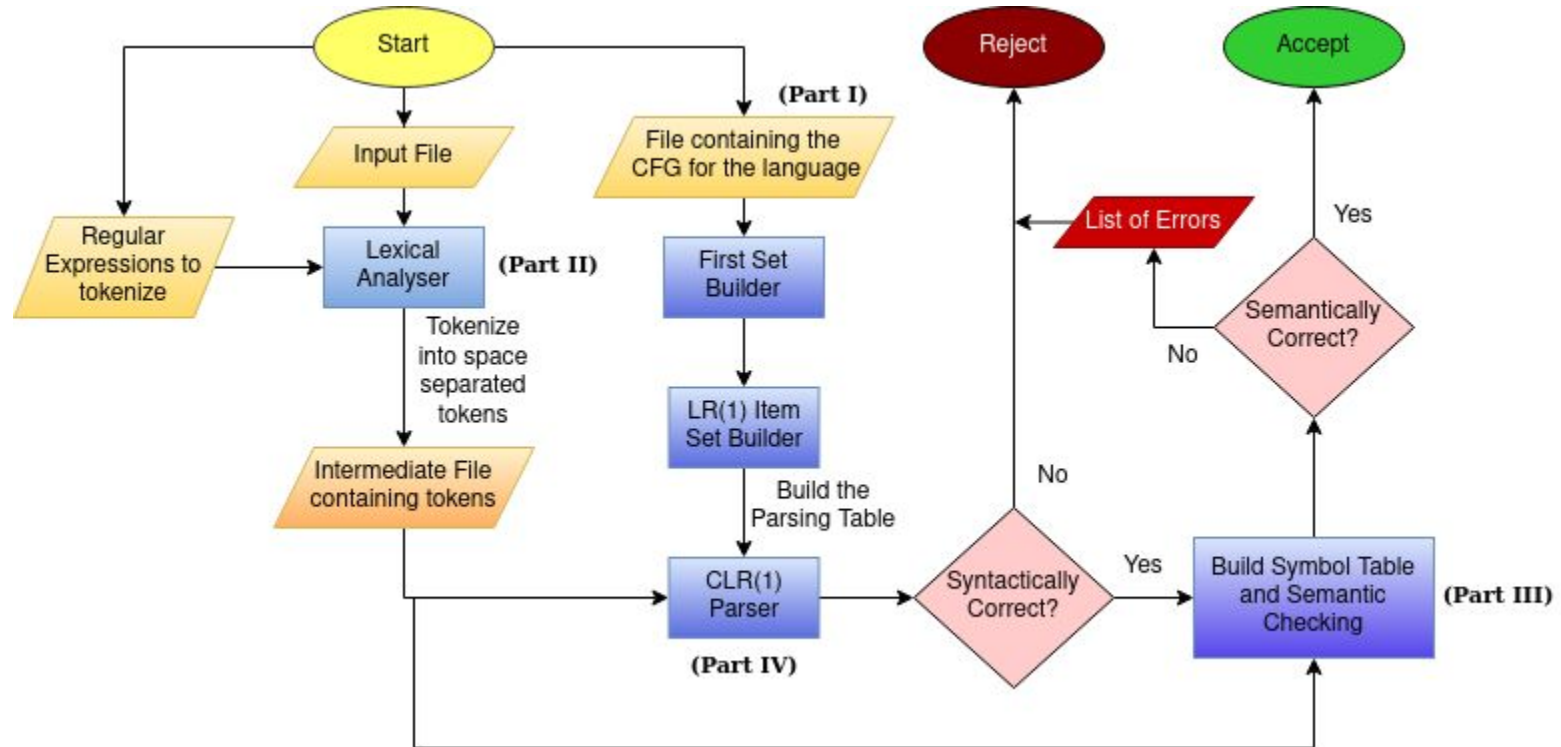 Start
Reject
Accept
(Part I)
Input File
File containing the
CFG for the language
Regular
Expressions to
tokenize
Lexical
Analyser
(Part II)
First Set
Builder
List of Errors
Yes
Semantically
Correct?
No
Tokenize
into space
separated
tokens
LR(1) Item
Set Builder
Intermediate File
containing tokens
Build the
Parsing Table
No
CLR(1)
Parser
(Part IV)
Syntactically
Correct?
Yes
Build Symbol Table
and Semantic
Checking
(Part III)